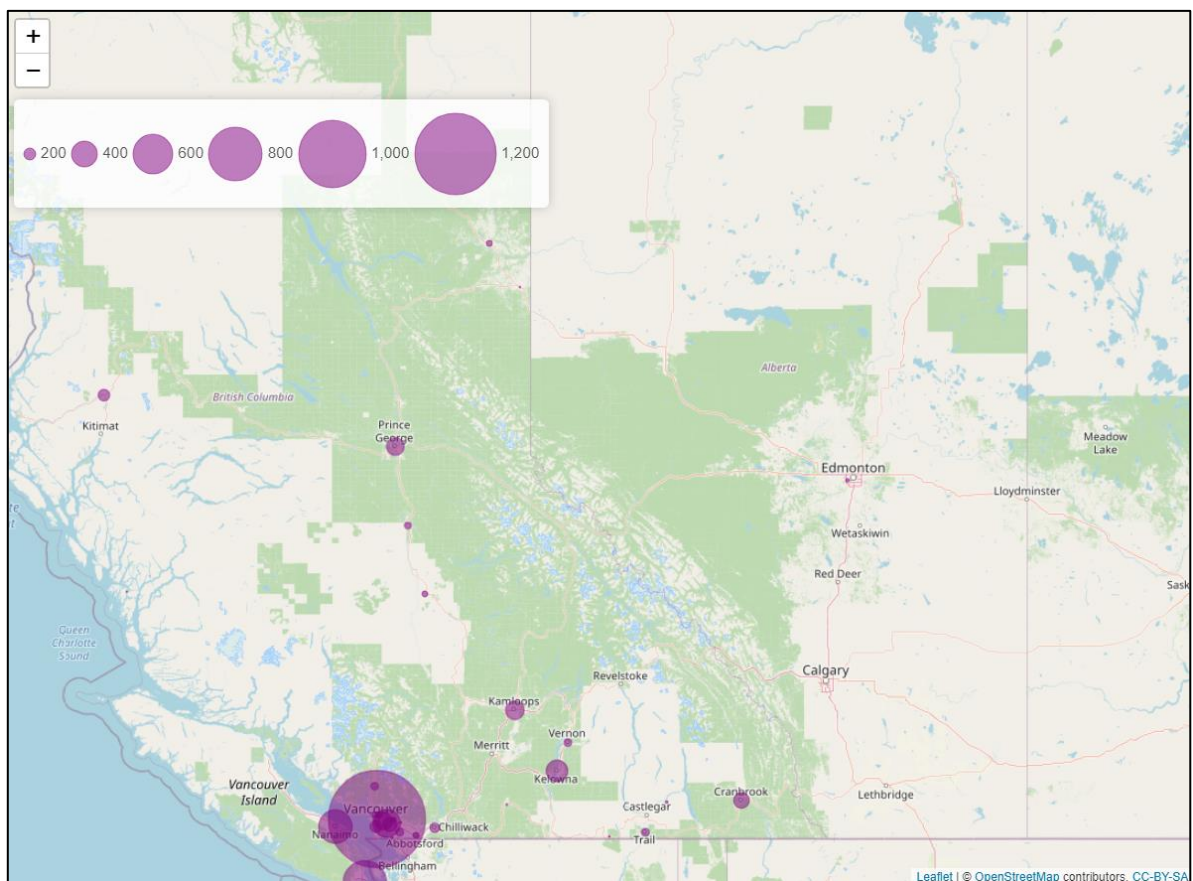 +
−
200 400 600 800 1,000 1,200
Alberta
British Columbia
Kitimat
Prince
George
Meadow
Lake
Edmonton
Lloydminster
Wetaskiwin
Red Deer
Sask
Queen
Charlotte
Sound
Calgary
Revelstoke
Kamloops
Vernon
Merritt
Kelowna
Vancouver
Island
Cranbrook
Lethbridge
Castlegar
Vancouver
Nanaimo
Chilliwack
Abbotsford
Trail
Bellingham
Leaflet | © OpenStreetMap contributors, CC-BY-SA